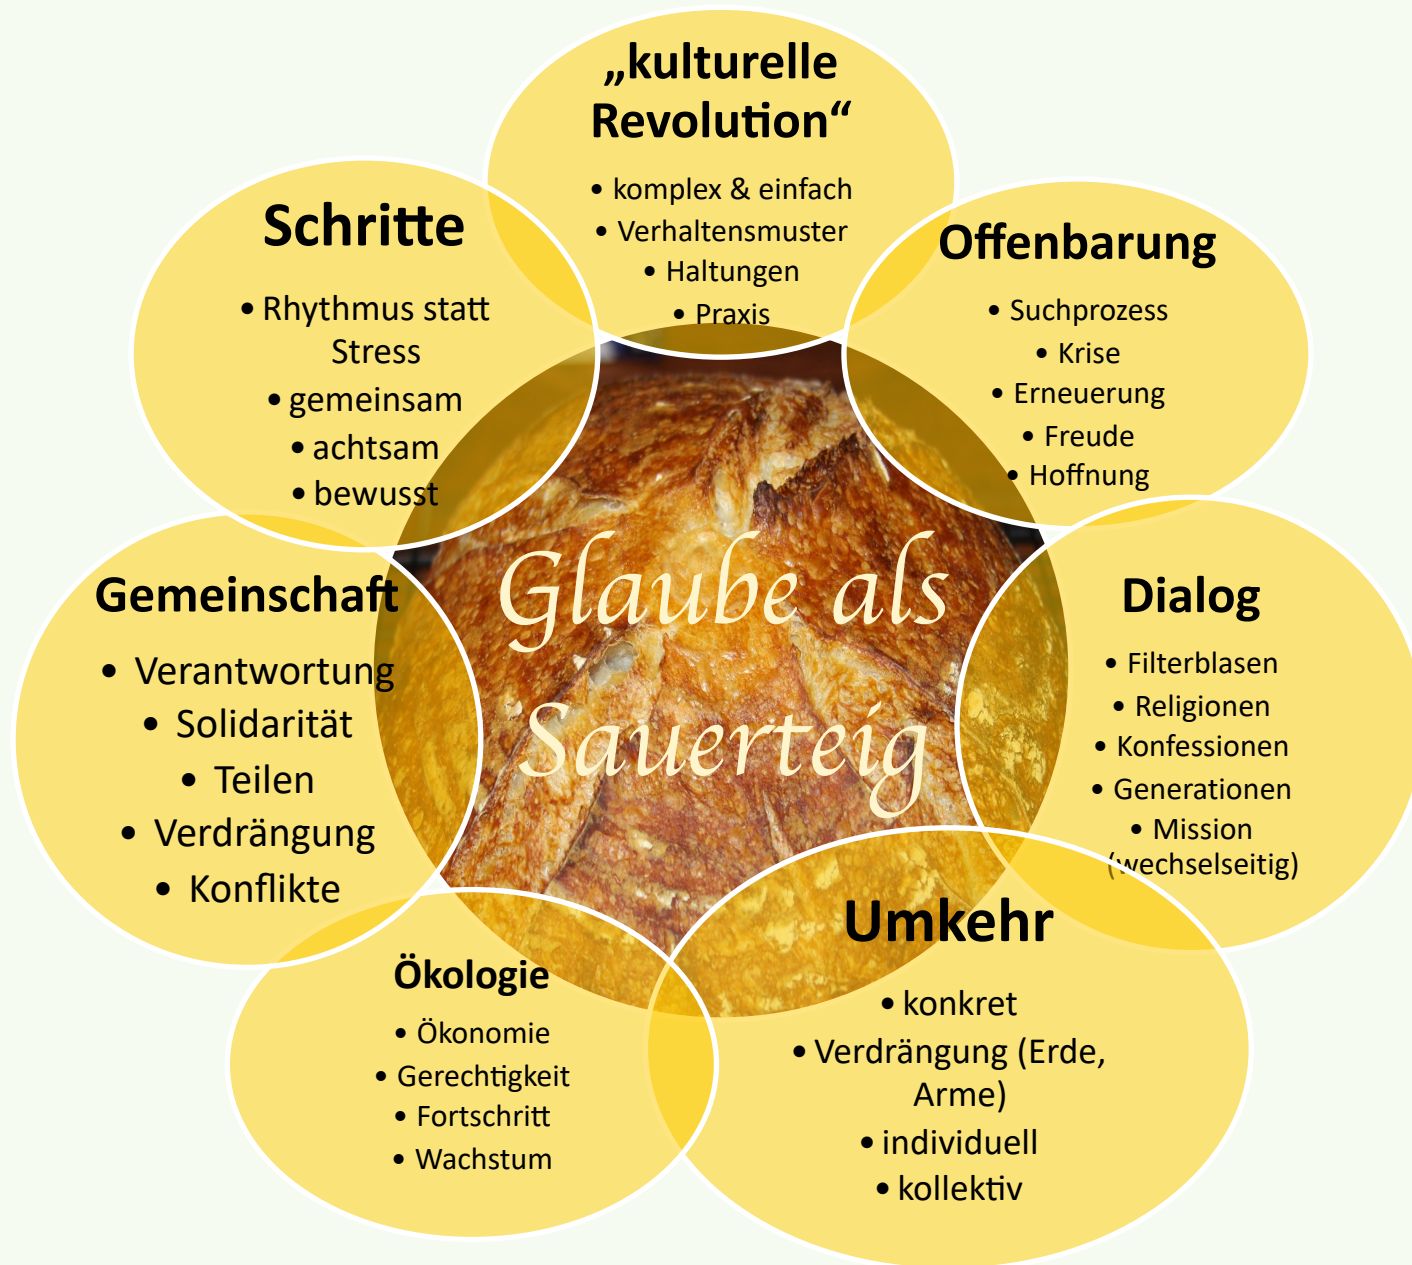 „kulturelle
Revolution“
• komplex & einfach
• Verhaltensmuster
• Haltungen
• Praxis
Offenbarung
• Suchprozess
• Krise
• Erneuerung
• Freude
• Hoffnung
Dialog
• Filterblasen
• Religionen
• Konfessionen
• Generationen
• Mission
(wechselseitig)
Umkehr
• konkret
• Verdrängung (Erde,
Arme)
• individuell
• kollektiv
Ökologie
• Ökonomie
• Gerechtigkeit
• Fortschritt
• Wachstum
Gemeinschaft
• Verantwortung
• Solidarität
• Teilen
• Verdrängung
• Konflikte
Schritte
• Rhythmus statt
Stress
• gemeinsam
• achtsam
• bewusst
Glaube als
Sauerteig